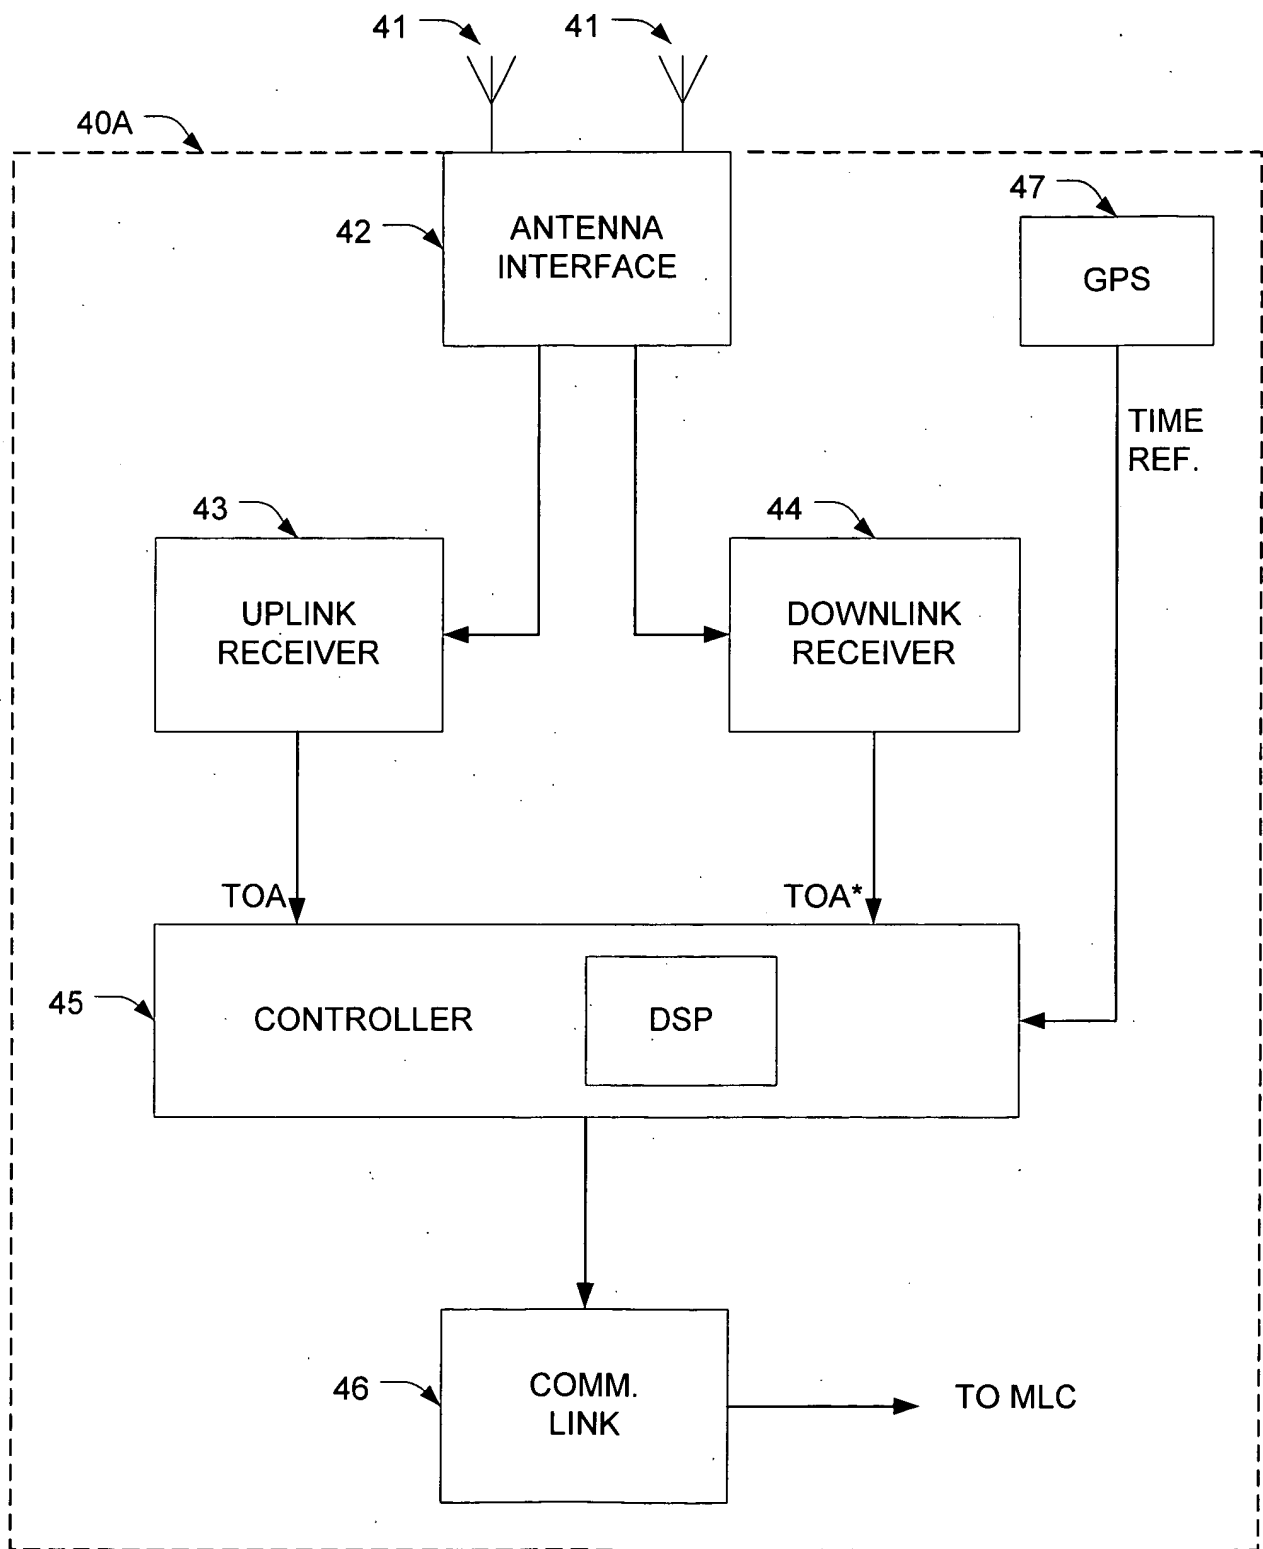 41
41
40A
47
42
ANTENNA
INTERFACE
GPS
TIME
REF.
43
44
UPLINK
RECEIVER
DOWNLINK
RECEIVER
TOA
TOA*
45
CONTROLLER
DSP
46
COMM.
LINK
TO MLC